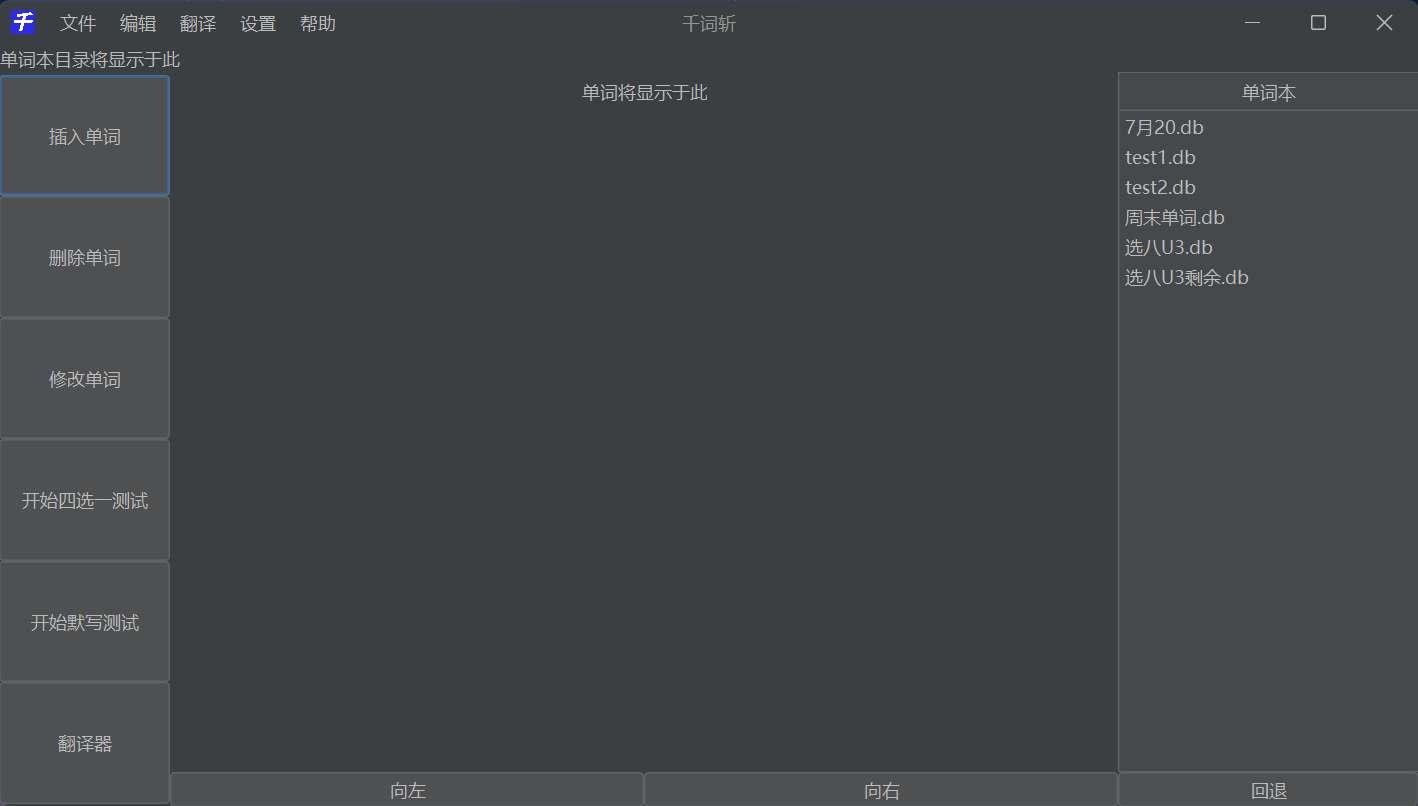 千 文件 编辑 翻译 设置 帮助 千词斩
单词本目录将显示于此
插入单词
删除单词
修改单词
开始四选一测试
开始默写测试
翻译器
单词将显示于此
单词本
7月20.db
test1.db
test2.db
周末单词.db
选八U3.db
选八U3剩余.db
向左 向右 回退